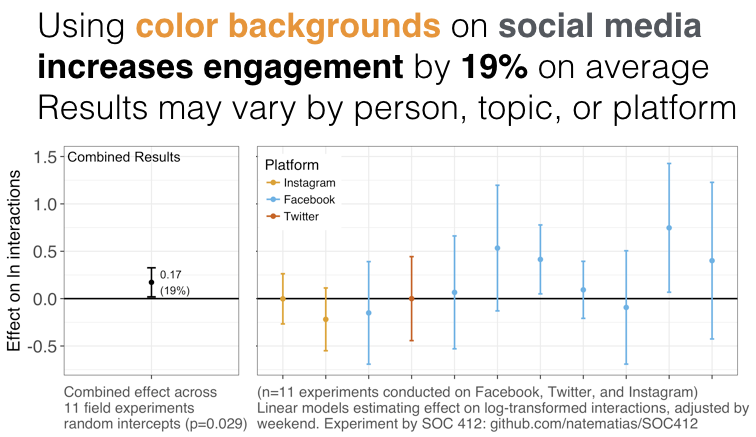 Using color backgrounds on social media
increases engagement by 19% on average
Results may vary by person, topic, or platform
Combined Results
Platform
Instagram
Facebook
Twitter
Effect on ln interactions
1.5
1.0
0.5
0.0
-0.5
0.17
(19%)
Combined effect across
11 field experiments
random intercepts (p=0.029)
(n=11 experiments conducted on Facebook, Twitter, and Instagram)
Linear models estimating effect on log-transformed interactions, adjusted by
weekend. Experiment by SOC 412: github.com/natematias/SOC412